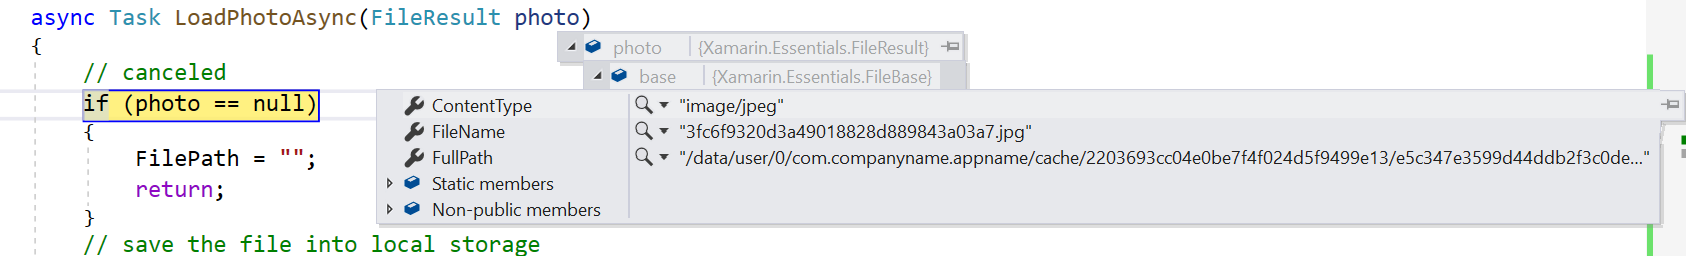 async Task LoadPhotoAsync(FileResult photo)
{
photo {Xamarin.Essentials.FileResult}
// canceled
base {Xamarin.Essentials.FileBase}
if (photo == null)
ContentType "image/jpeg"
{
FileName "3fc6f9320d3a49018828d889843a03a7.jpg"
FilePath = "";
FullPath "/data/user/0/com.companyname.appname/cache/2203693cc04e0be7f4f024d5f9499e13/e5c347e3599d44ddb2f3c0de..."
return;
Static members
}
Non-public members
// save the file into local storage